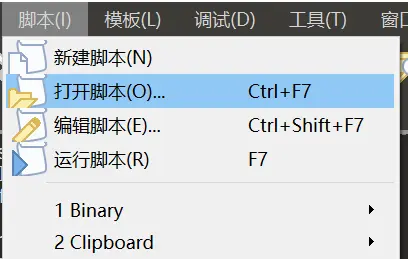 脚本(I) 模板(L) 调试(D) 工具(T) 窗口
新建脚本(N)
打开脚本(O)... Ctrl+F7
编辑脚本(E)... Ctrl+Shift+F7
运行脚本(R) F7
1 Binary
2 Clipboard